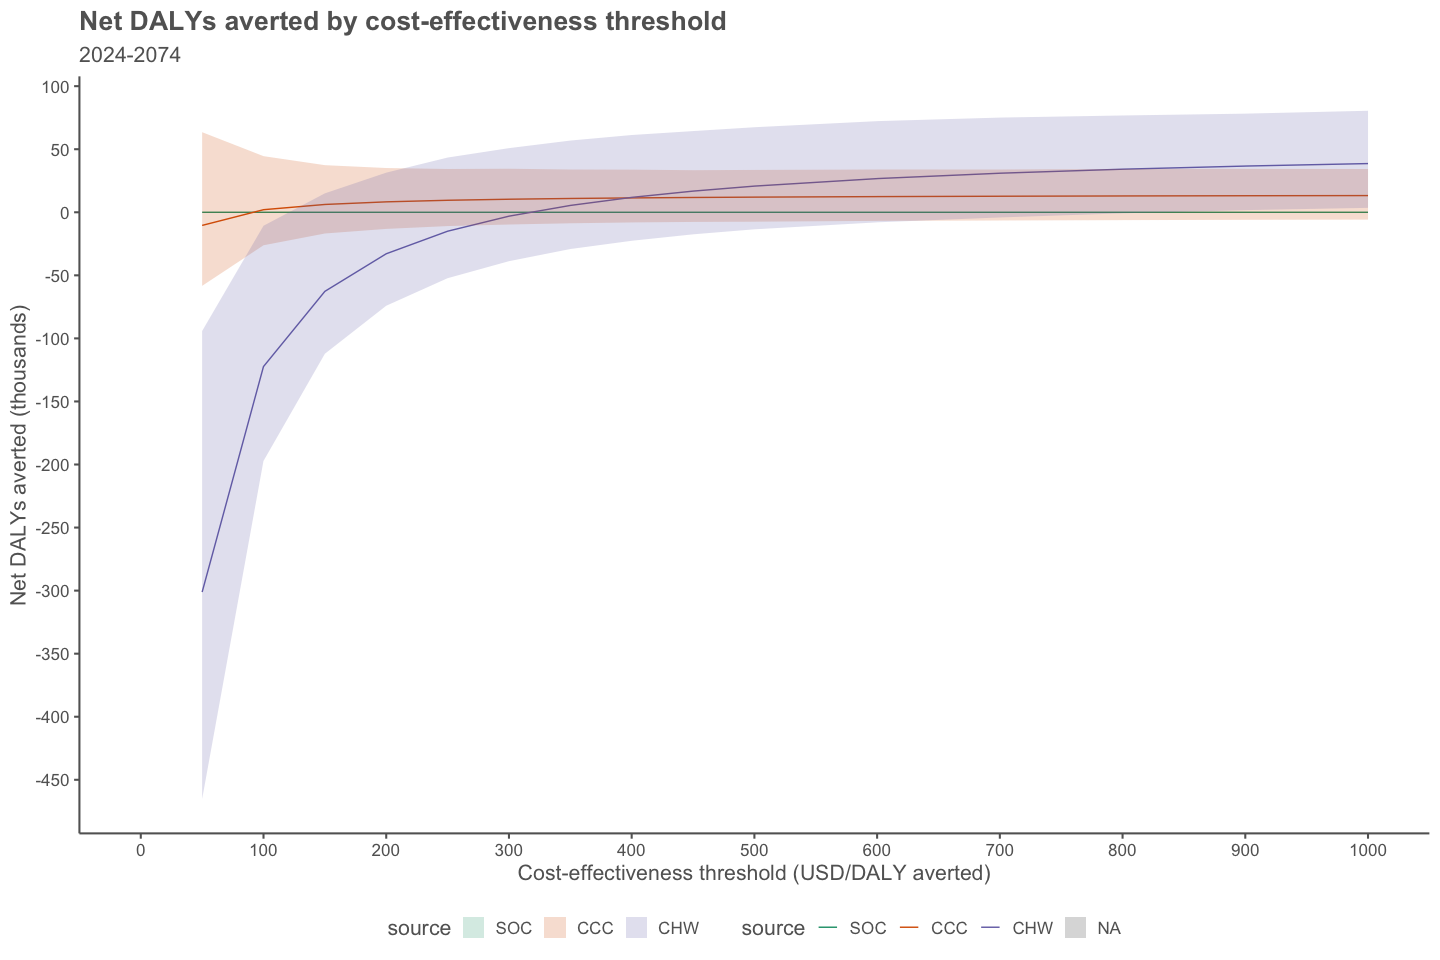 Net DALYs averted by cost-effectiveness threshold
2024-2074
Net DALYs averted (thousands)
100
50
0
-50
-100
-150
-200
-250
-300
-350
-400
-450
0 100 200 300 400 500 600 700 800 900 1000
Cost-effectiveness threshold (USD/DALY averted)
source SOC CCC CHW source SOC CCC CHW NA